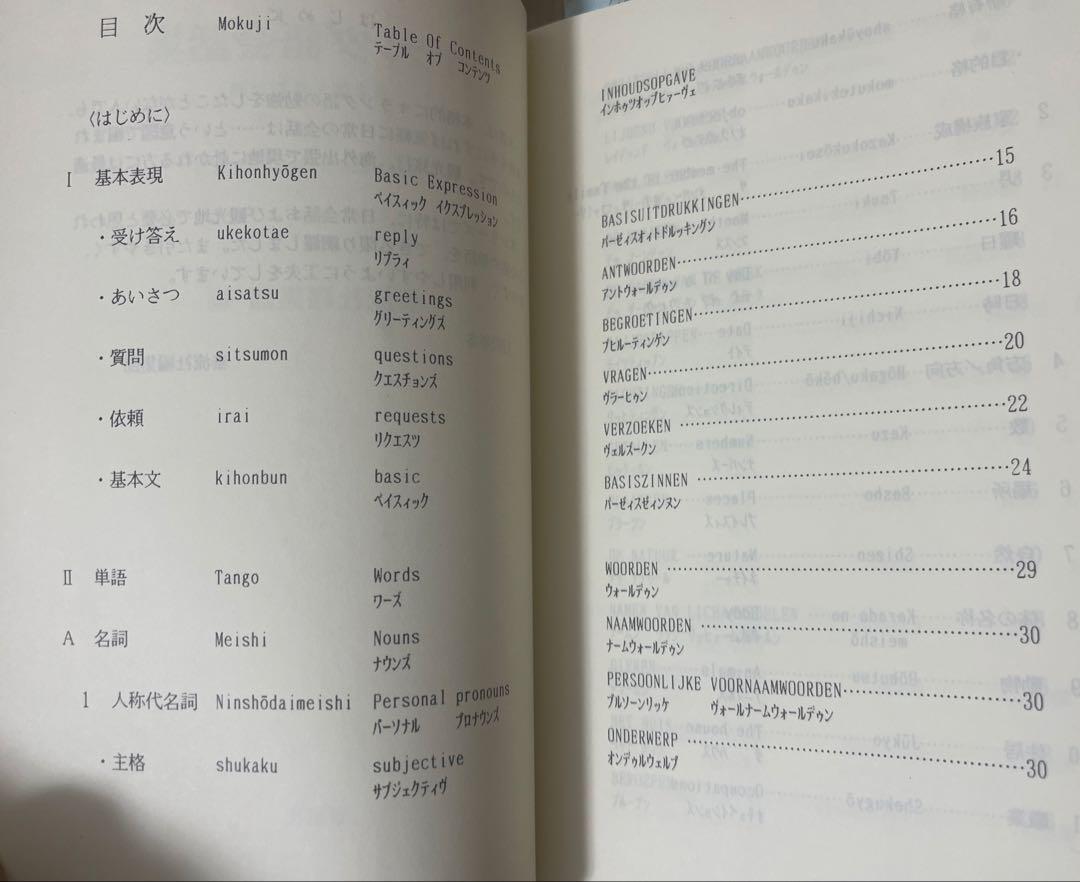 目次 Mokuji Table Of Contents
テーブル オブ コンテンツ
〈はじめに〉
Ⅰ 基本表現 Kihonhyōgen Basic Expression
ベイスィック イクスプレッション
・受け答え ukekotae reply
リプライ
・あいさつ aisatsu greetings
グリーティングズ
・質問 sitsumon questions
クエスチョンズ
・依頼 irai requests
リクエスツ
・基本文 kihonbun basic
ベイスィック
Ⅱ 単語 Tango Words
ワーズ
A 名詞 Meishi Nouns
ナウンズ
1 人称代名詞 Ninshōdaimeishi Personal pronouns
パーソナル プロナウンズ
・主格 shukaku subjective
サブジェクティヴ
INHOUDSOPGAVE
インホゥツオップヒァーヴェ
BASISUITDRUKKINGEN……15
バーゼィスオィトドルッキングン
ANTWOORDEN……16
アントウォールデゥン
BEGROETINGEN……18
ブヒルーティンゲン
VRAGEN……20
ヴラーヒゥン
VERZOEKEN……22
ヴェルズークン
BASISZINNEN……24
バーゼィスゼィンヌン
WOORDEN……29
ウォールデゥン
NAAMWOORDEN……30
ナームウォールデゥン
PERSOONLIJKE VOORNAAMWOORDEN……30
プルソーンリッケ ヴォールナームウォールデゥン
ONDERWERP……30
オンデゥルウェルプ